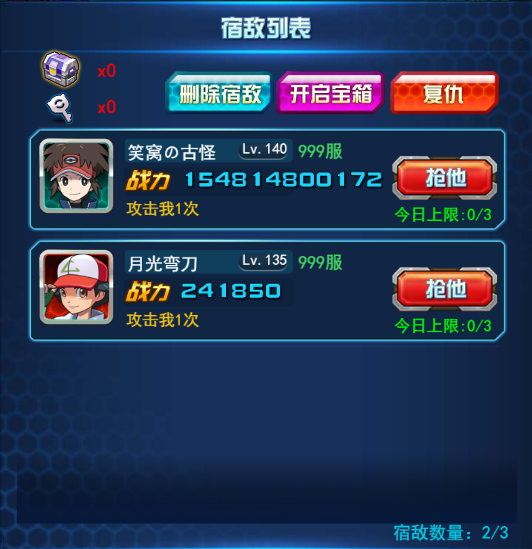 宿敌列表
x0
x0
删除宿敌 开启宝箱 复仇
笑窝の古怪 Lv.140 999服
战力 154814800172
抢他
攻击我1次
今日上限:0/3
月光弯刀 Lv.135 999服
战力 241850
抢他
攻击我1次
今日上限:0/3
宿敌数量：2/3